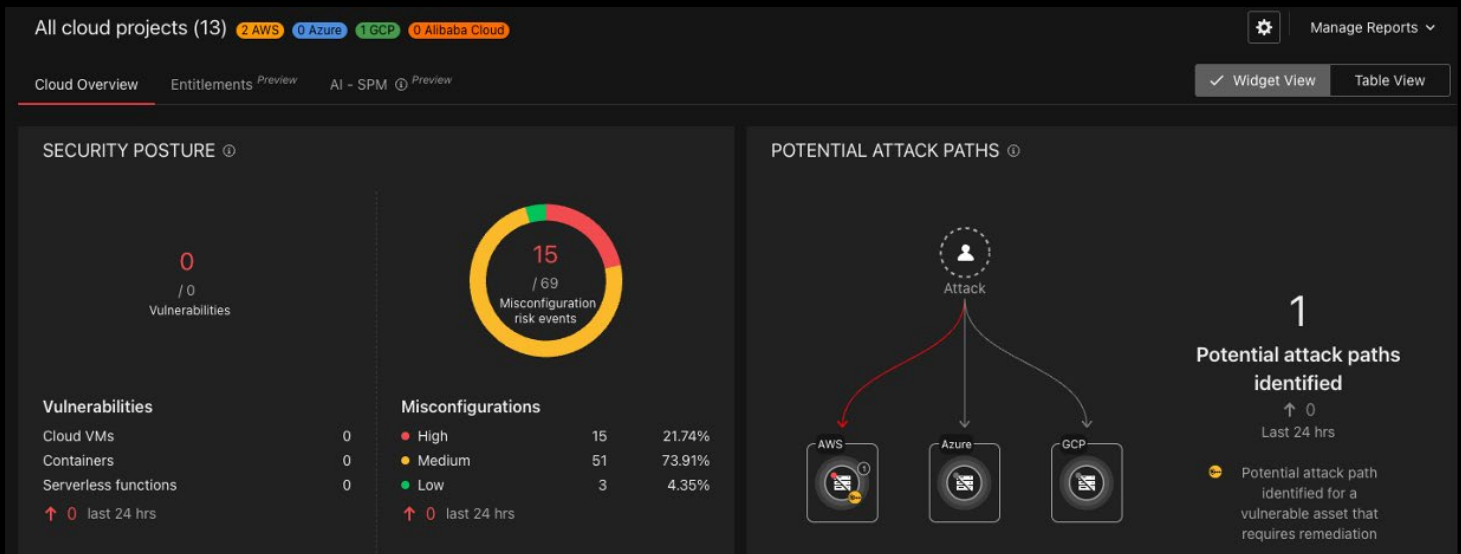 All cloud projects (13) 2 AWS 0 Azure 1 GCP 0 Alibaba Cloud
Manage Reports
Cloud Overview
Entitlements Preview
AI - SPM Preview
Widget View
Table View
SECURITY POSTURE
0
/ 0
Vulnerabilities
15
/ 69
Misconfiguration
risk events
Vulnerabilities
Cloud VMs 0
Containers 0
Serverless functions 0
0 last 24 hrs
Misconfigurations
High 15 21.74%
Medium 51 73.91%
Low 3 4.35%
0 last 24 hrs
POTENTIAL ATTACK PATHS
Attack
AWS
1
Azure
GCP
1
Potential attack paths
identified
0
Last 24 hrs
Potential attack path
identified for a
vulnerable asset that
requires remediation